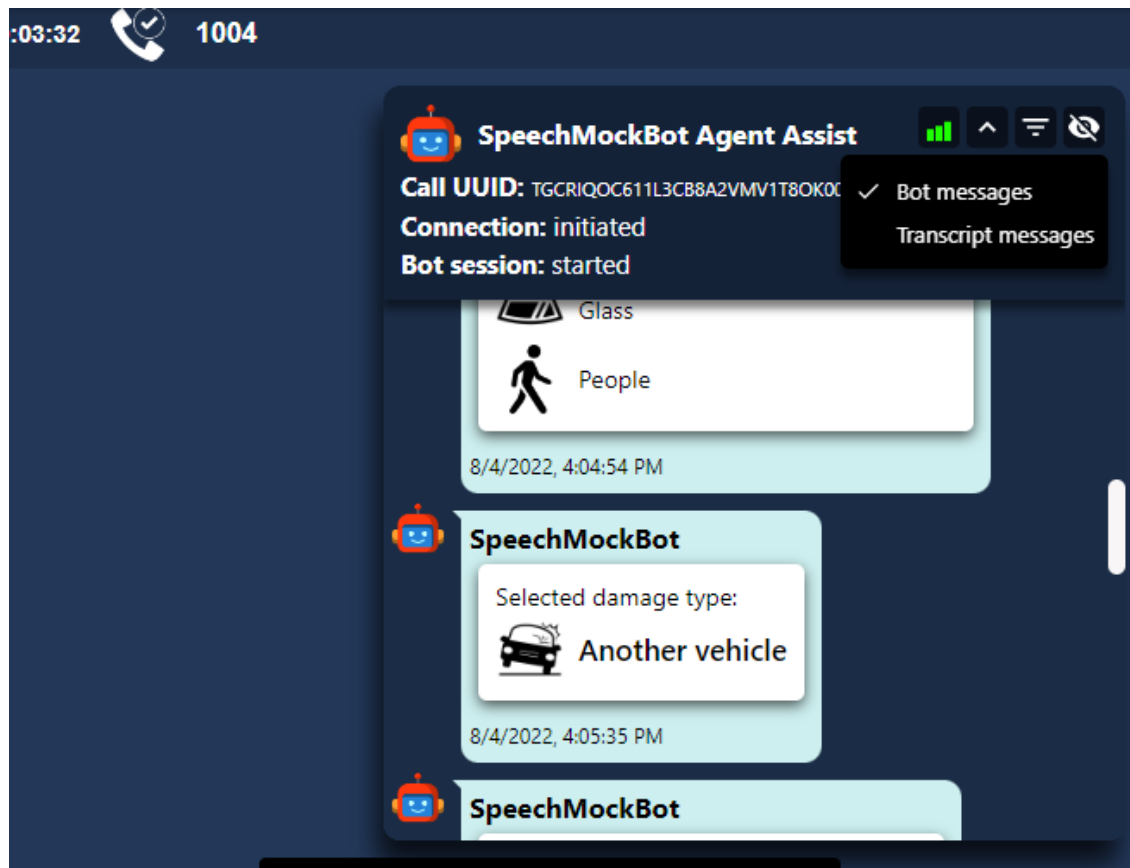 :03:32 1004
SpeechMockBot Agent Assist
Call UUID: TGCRIQOC611L3CB8A2VMV1T8OK0
Connection: initiated
Bot session: started
Bot messages
Transcript messages
Glass
People
8/4/2022, 4:04:54 PM
SpeechMockBot
Selected damage type:
Another vehicle
8/4/2022, 4:05:35 PM
SpeechMockBot